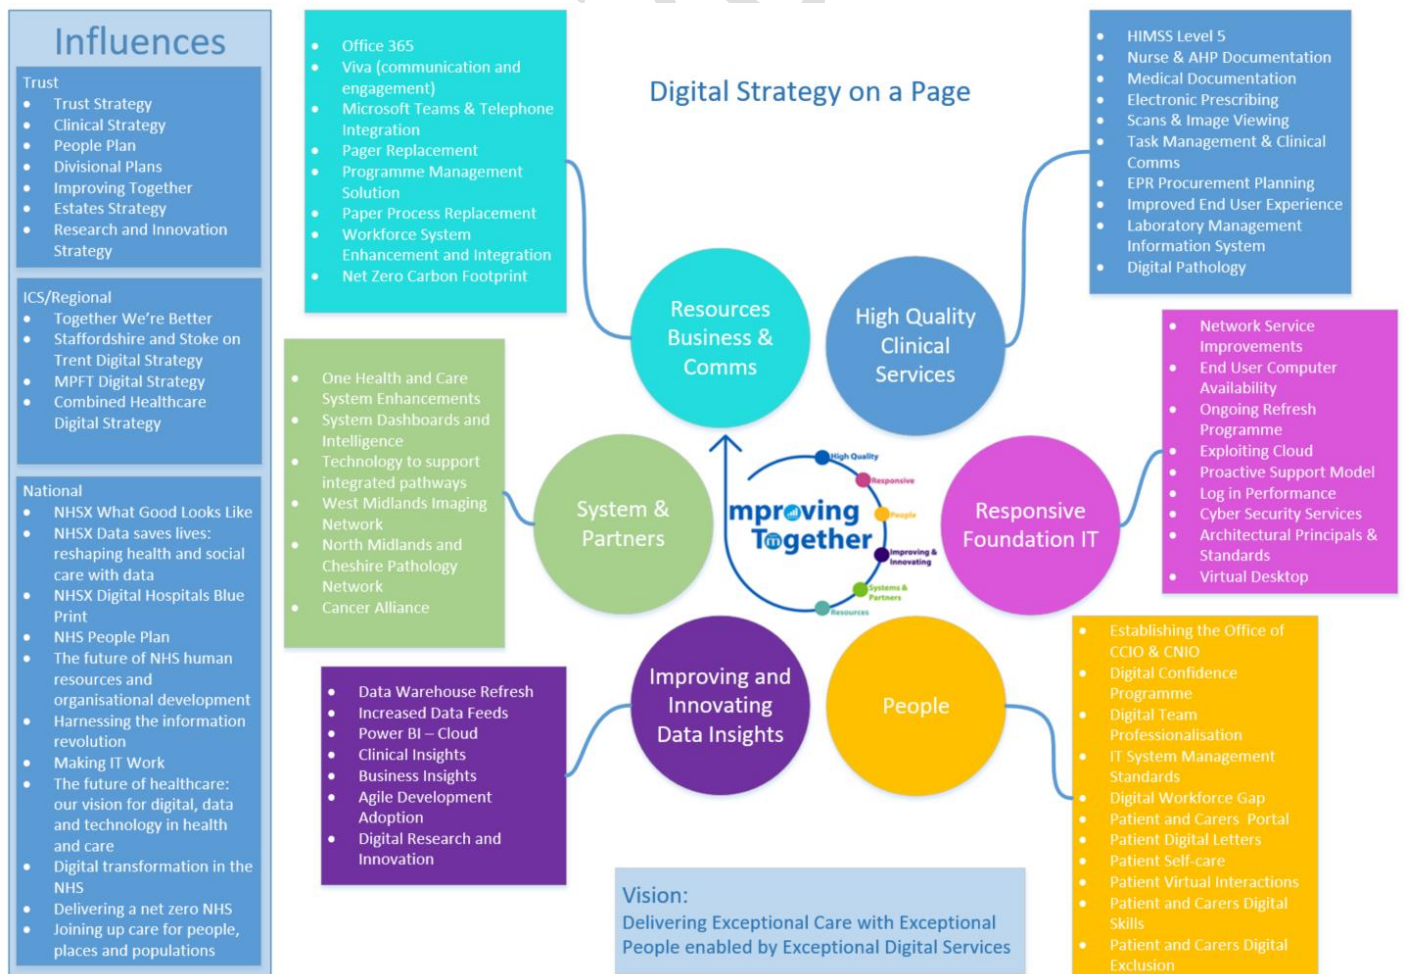 Influences
Trust
• Trust Strategy
• Clinical Strategy
• People Plan
• Divisional Plans
• Improving Together
• Estates Strategy
• Research and Innovation
Strategy
ICS/Regional
• Together We're Better
• Staffordshire and Stoke on
Trent Digital Strategy
• MPFT Digital Strategy
• Combined Healthcare
Digital Strategy
National
• NHSX What Good Looks Like
• NHSX Data saves lives:
reshaping health and social
care with data
• NHSX Digital Hospitals Blue
Print
• NHS People Plan
• The future of NHS human
resources and
organisational development
• Harnessing the information
revolution
• Making IT Work
• The future of healthcare:
our vision for digital, data
and technology in health
and care
• Digital transformation in the
NHS
• Delivering a net zero NHS
• Joining up care for people,
places and populations
Digital Strategy on a Page
• Office 365
• Viva (communication and
engagement)
• Microsoft Teams & Telephone
Integration
• Pager Replacement
• Programme Management
Solution
• Paper Process Replacement
• Workforce System
Enhancement and Integration
• Net Zero Carbon Footprint
Resources
Business &
Comms
• HIMSS Level 5
• Nurse & AHP Documentation
• Medical Documentation
• Electronic Prescribing
• Scans & Image Viewing
• Task Management & Clinical
Comms
• EPR Procurement Planning
• Improved End User Experience
• Laboratory Management
Information System
• Digital Pathology
High Quality
Clinical
Services
• One Health and Care
System Enhancements
• System Dashboards and
Intelligence
• Technology to support
integrated pathways
• West Midlands Imaging
Network
• North Midlands and
Cheshire Pathology
Network
• Cancer Alliance
System &
Partners
High Quality
Responsive
People
Improving &
Innovating
Systems &
Partners
Resources
Improving
Together
• Network Service
Improvements
• End User Computer
Availability
• Ongoing Refresh
Programme
• Exploiting Cloud
• Proactive Support Model
• Log in Performance
• Cyber Security Services
• Architectural Principals &
Standards
• Virtual Desktop
Responsive
Foundation IT
• Data Warehouse Refresh
• Increased Data Feeds
• Power BI – Cloud
• Clinical Insights
• Business Insights
• Agile Development
Adoption
• Digital Research and
Innovation
Improving and
Innovating
Data Insights
People
• Establishing the Office of
CCIO & CNIO
• Digital Confidence
Programme
• Digital Team
Professionalisation
• IT System Management
Standards
• Digital Workforce Gap
• Patient and Carers Portal
• Patient Digital Letters
• Patient Self-care
• Patient Virtual Interactions
• Patient and Carers Digital
Skills
• Patient and Carers Digital
Exclusion
Vision:
Delivering Exceptional Care with Exceptional
People enabled by Exceptional Digital Services